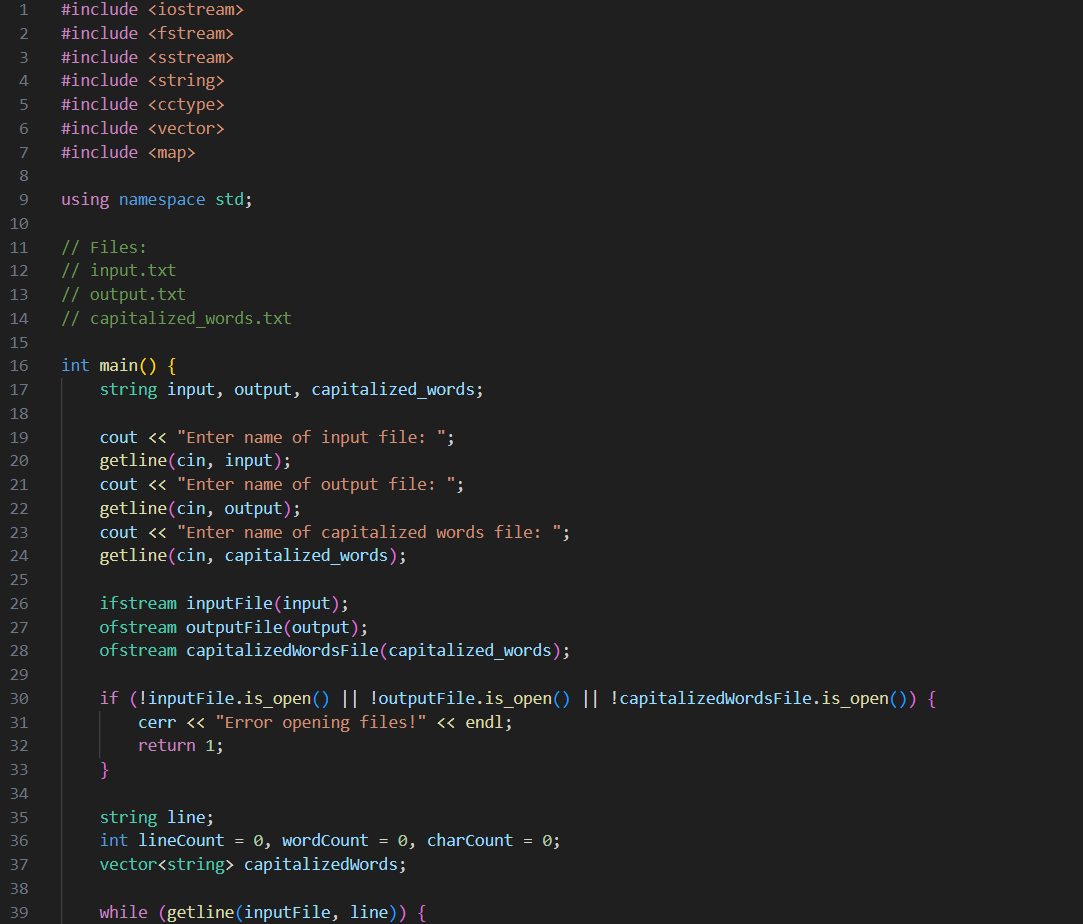 1 #include <iostream>
2 #include <fstream>
3 #include <sstream>
4 #include <string>
5 #include <cctype>
6 #include <vector>
7 #include <map>
8
9 using namespace std;
10
11 // Files:
12 // input.txt
13 // output.txt
14 // capitalized_words.txt
15
16 int main() {
17     string input, output, capitalized_words;
18
19     cout << "Enter name of input file: ";
20     getline(cin, input);
21     cout << "Enter name of output file: ";
22     getline(cin, output);
23     cout << "Enter name of capitalized words file: ";
24     getline(cin, capitalized_words);
25
26     ifstream inputFile(input);
27     ofstream outputFile(output);
28     ofstream capitalizedWordsFile(capitalized_words);
29
30     if (!inputFile.is_open() || !outputFile.is_open() || !capitalizedWordsFile.is_open()) {
31         cerr << "Error opening files!" << endl;
32         return 1;
33     }
34
35     string line;
36     int lineCount = 0, wordCount = 0, charCount = 0;
37     vector<string> capitalizedWords;
38
39     while (getline(inputFile, line)) {